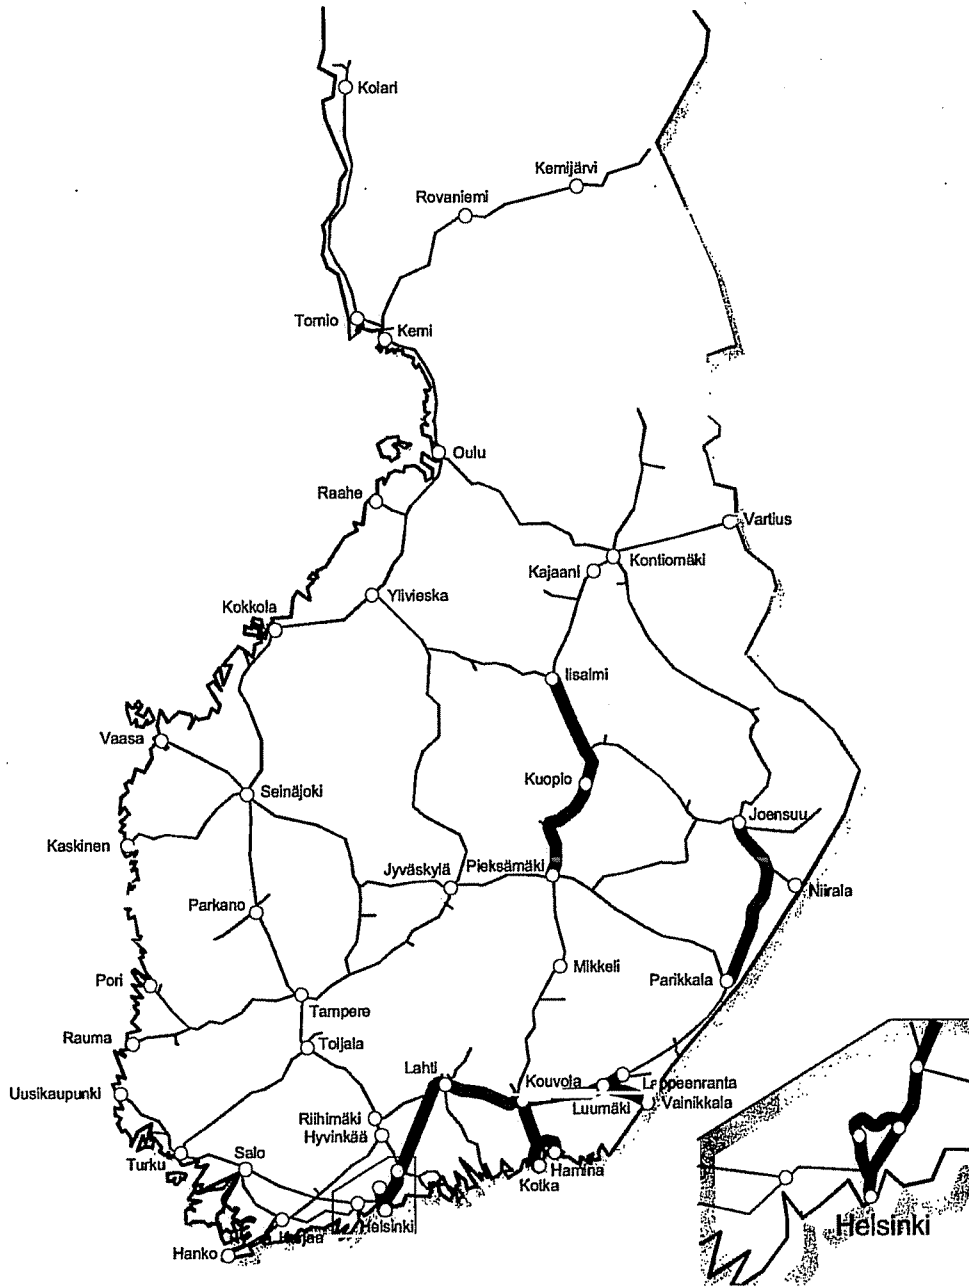 Kolari
Kemijärvi
Rovaniemi
Tornio
Kemi
Oulu
Raahe
Vartius
Kontiomäki
Kajaani
Ylivieska
Kokkola
Iisalmi
Vaasa
Kuopio
Seinäjoki
Joensuu
Kaskinen
Jyväskylä
Pieksämäki
Niirala
Parkano
Mikkeli
Parikkala
Pori
Tampere
Rauma
Toijala
Lahti
Kouvola
Lappeenranta
Uusikaupunki
Luumäki
Vainikkala
Riihimäki
Hyvinkää
Turku
Salo
Hamina
Kotka
Helsinki
Helsinki
Karjaa
Hanko